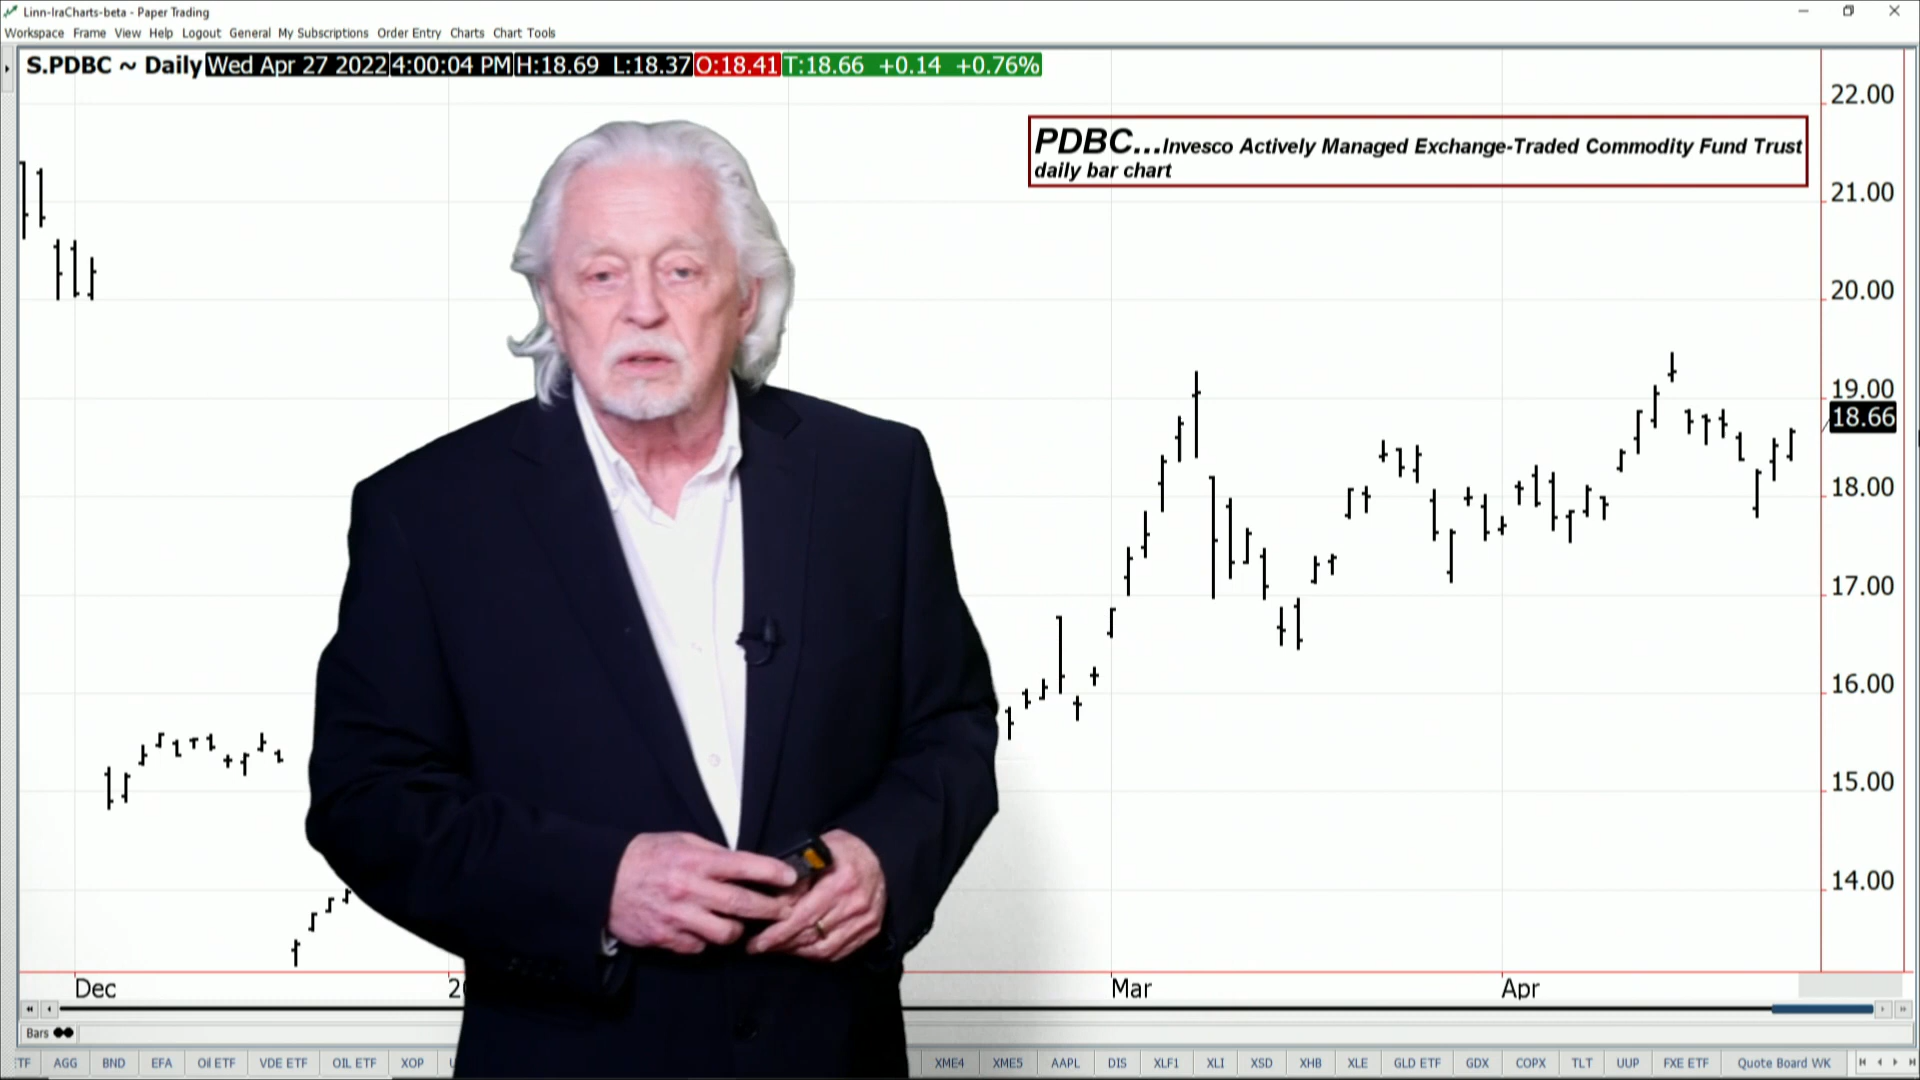 Linn-IraCharts-beta - Paper Trading
Workspace Frame View Help Logout General My Subscriptions Order Entry Charts Chart Tools
S.PDBC ~ Daily Wed Apr 27 2022 4:00:04 PM H:18.69 L:18.37 O:18.41 T:18.66 +0.14 +0.76%
22.00
PDBC...Invesco Actively Managed Exchange-Traded Commodity Fund Trust
daily bar chart
21.00
20.00
19.00
18.66
18.00
17.00
16.00
15.00
14.00
Dec Mar Apr
Bars
ETF AGG BND EFA Oil ETF VDE ETF OIL ETF XOP XME4 XME5 AAPL DIS XLF1 XLI XSD XHB XLE GLD ETF GDX COPX TLT UUP FXE ETF Quote Board WK